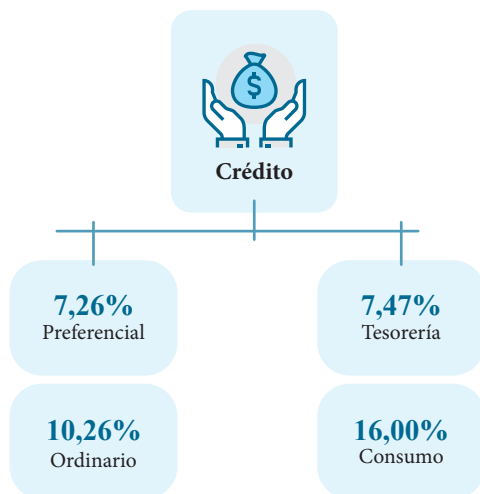 $
Crédito
7,26%
Preferencial
7,47%
Tesorería
10,26%
Ordinario
16,00%
Consumo